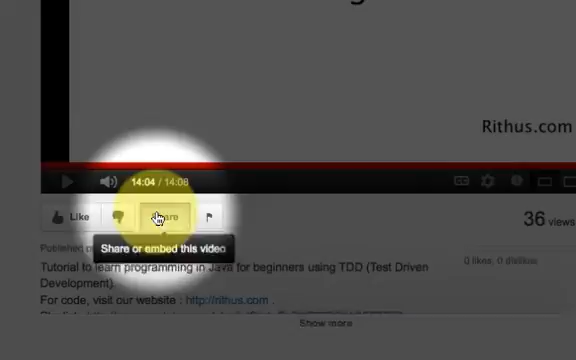 Rithus.com
14:04 / 14:08
Like
Share
36 views
Share or embed this video
Published
0 likes, 0 dislikes
Tutorial to learn programming in Java for beginners using TDD (Test Driven
Development).
For code, visit our website : http://rithus.com .
Show more